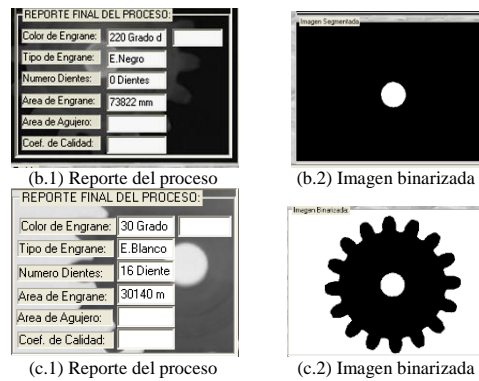 REPORTE FINAL DEL PROCESO:
Color de Engrane: 220 Grado d
Tipo de Engrane: E.Negro
Numero Dientes: 0 Dientes
Area de Engrane: 73822 mm
Area de Agujero:
Coef. de Calidad:
Imagen Segmentada
(b.1) Reporte del proceso
(b.2) Imagen binarizada
REPORTE FINAL DEL PROCESO:
Color de Engrane: 30 Grado
Tipo de Engrane: E.Blanco
Numero Dientes: 16 Diente
Area de Engrane: 30140 m
Area de Agujero:
Coef. de Calidad:
Imagen Binarizada:
(c.1) Reporte del proceso
(c.2) Imagen binarizada